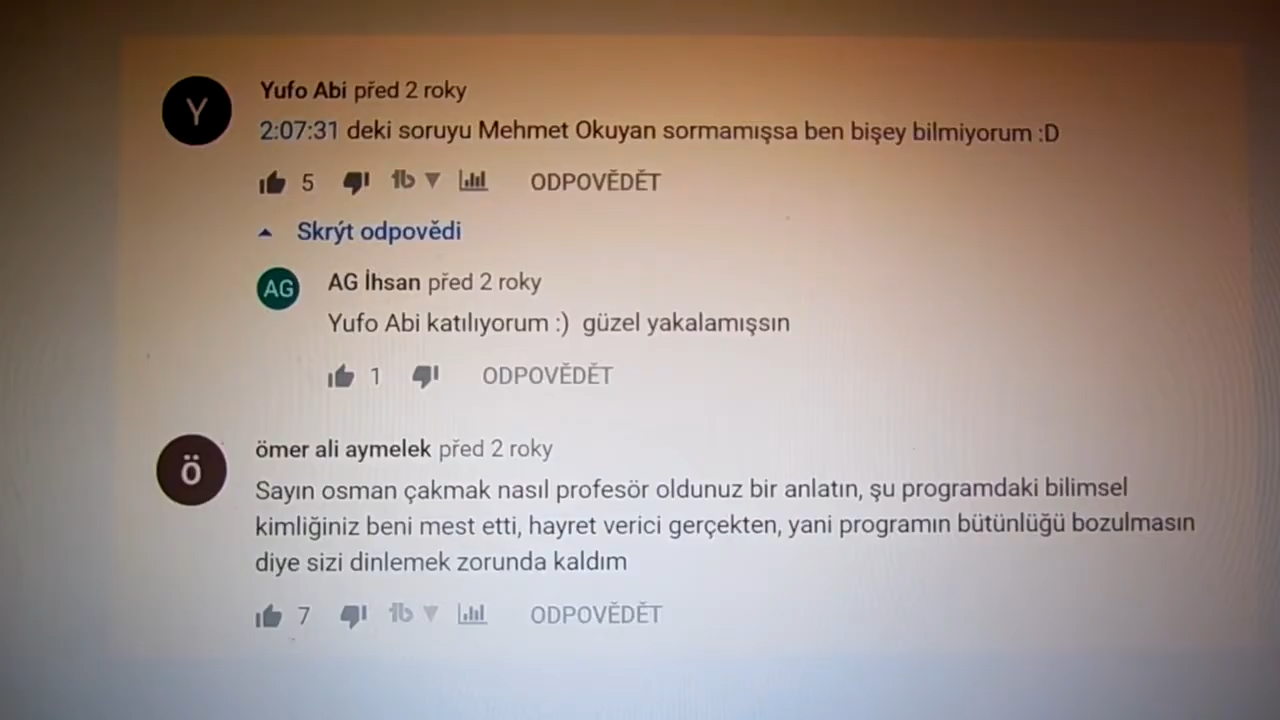 Y
Yufo Abi před 2 roky
2:07:31 deki soruyu Mehmet Okuyan sormamışsa ben bişey bilmiyorum :D
5 ODPOVĚDĚT
Skrýt odpovědi
AG
AG İhsan před 2 roky
Yufo Abi katılıyorum :) güzel yakalamışsın
1 ODPOVĚDĚT
ö
ömer ali aymelek před 2 roky
Sayın osman çakmak nasıl profesör oldunuz bir anlatın, şu programdaki bilimsel
kimliğiniz beni mest etti, hayret verici gerçekten, yani programın bütünlüğü bozulmasın
diye sizi dinlemek zorunda kaldım
7 ODPOVĚDĚT